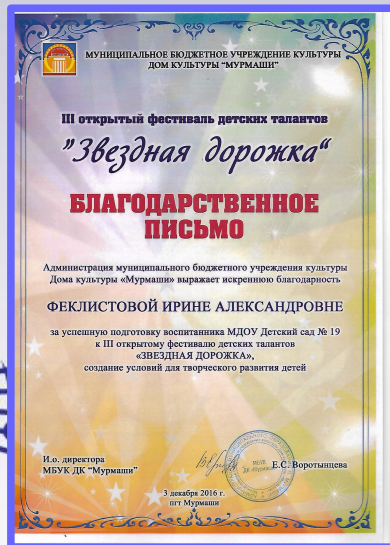 МУНИЦИПАЛЬНОЕ БЮДЖЕТНОЕ УЧРЕЖДЕНИЕ КУЛЬТУРЫ
ДОМ КУЛЬТУРЫ "МУРМАШИ"
III открытый фестиваль детских талантов
"Звездная дорожка"
БЛАГОДАРСТВЕННОЕ
ПИСЬМО
Администрация муниципального бюджетного учреждения культуры
Дома культуры «Мурмаши» выражает искреннюю благодарность
ФЕКЛИСТОВОЙ ИРИНЕ АЛЕКСАНДРОВНЕ
за успешную подготовку воспитанника МДОУ Детский сад № 19
к III открытому фестивалю детских талантов
«ЗВЕЗДНАЯ ДОРОЖКА»,
создание условий для творческого развития детей
И.о. директора
МБУК ДК "Мурмаши"
Е.С. Воротынцева
3 декабря 2016 г.
пгт Мурмаши